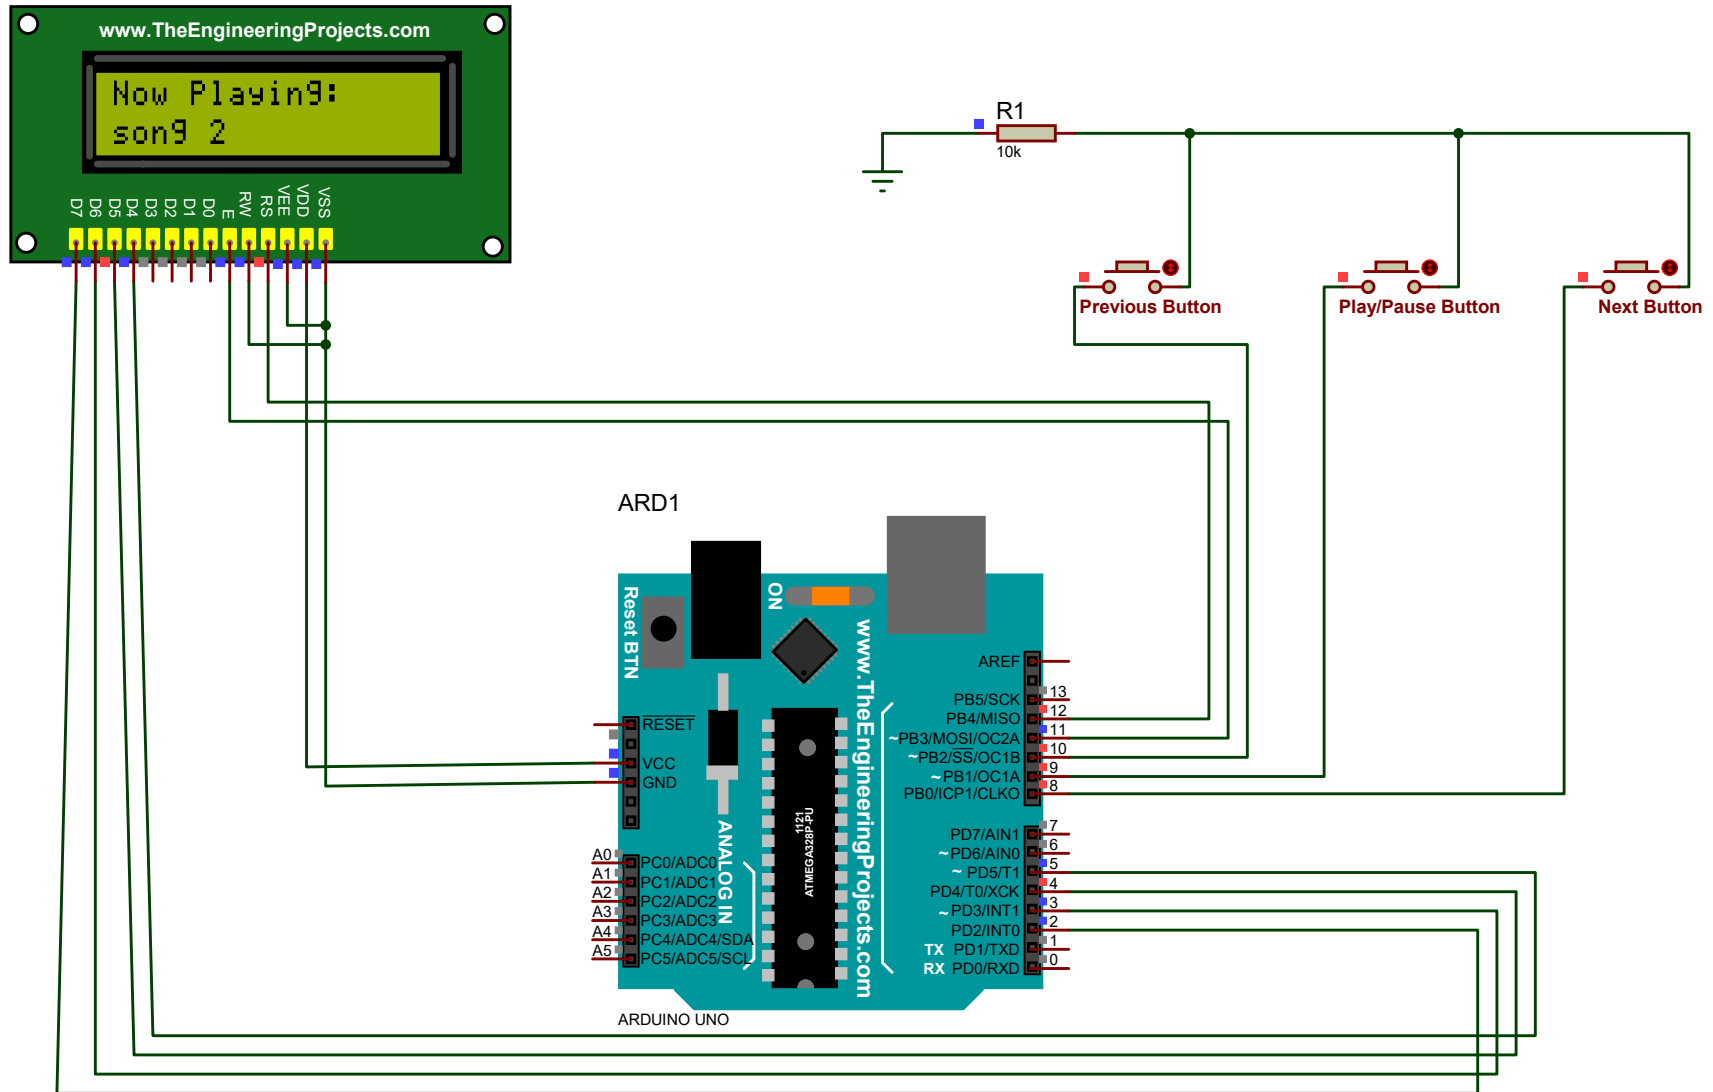 www.TheEngineeringProjects.com
Now Playing:
song 2
D7 D6 D5 D4 D3 D2 D1 D0 E RW RS VEE VDD VSS
R1
10k
Previous Button
Play/Pause Button
Next Button
ARD1
Reset BTN
ON
www.TheEngineeringProjects.com
ANALOG IN
1121
ATMEGA328P-PU
RESET
VCC
GND
A0 PC0/ADC0
A1 PC1/ADC1
A2 PC2/ADC2
A3 PC3/ADC3
A4 PC4/ADC4/SDA
A5 PC5/ADC5/SCL
AREF
PB5/SCK 13
PB4/MISO 12
~PB3/MOSI/OC2A 11
~PB2/SS/OC1B 10
~PB1/OC1A 9
PB0/ICP1/CLKO 8
PD7/AIN1 7
~PD6/AIN0 6
~PD5/T1 5
PD4/T0/XCK 4
~PD3/INT1 3
PD2/INT0 2
TX PD1/TXD 1
RX PD0/RXD 0
ARDUINO UNO